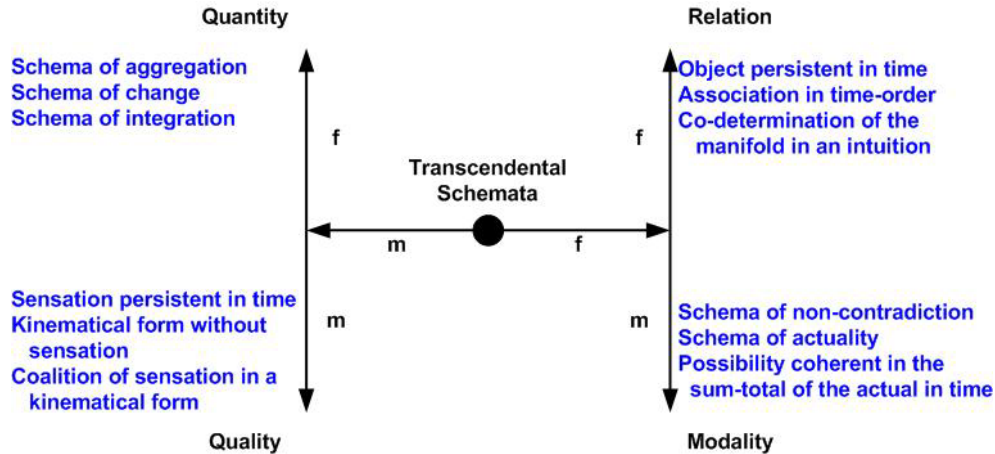 Quantity
Relation
Schema of aggregation
Schema of change
Schema of integration
Object persistent in time
Association in time-order
Co-determination of the
manifold in an intuition
f
f
Transcendental
Schemata
m
f
Sensation persistent in time
Kinematical form without
sensation
Coalition of sensation in a
kinematical form
m
m
Schema of non-contradiction
Schema of actuality
Possibility coherent in the
sum-total of the actual in time
Quality
Modality